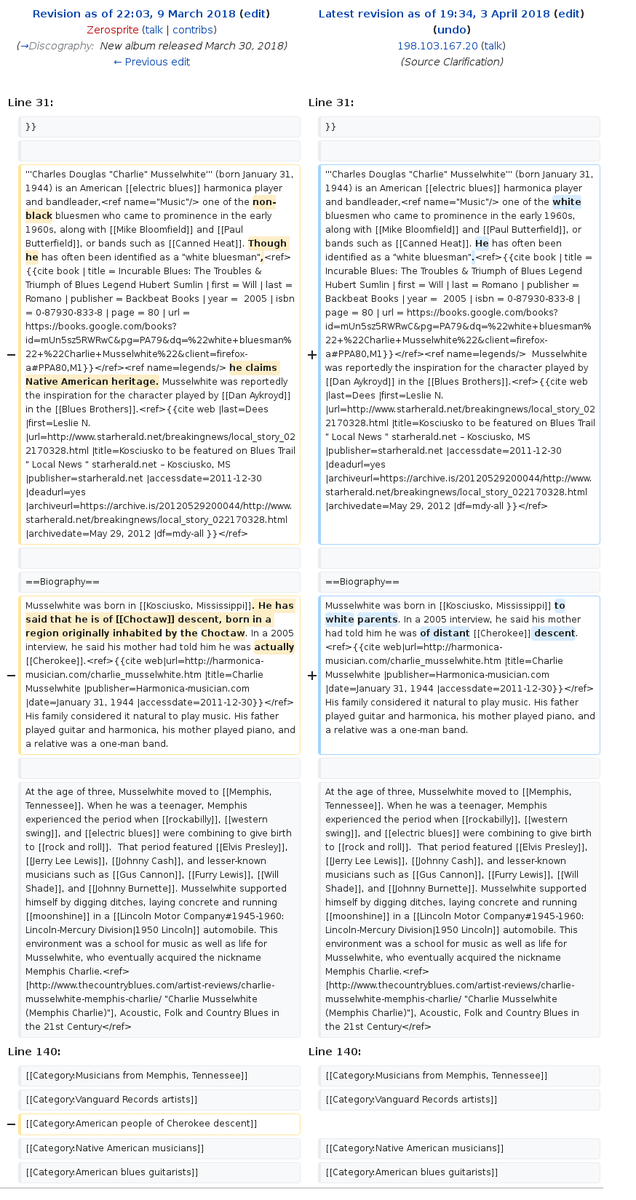 Revision as of 22:03, 9 March 2018 (edit)
Zerosprite (talk | contribs)
(→Discography: New album released March 30, 2018)
← Previous edit
Latest revision as of 19:34, 3 April 2018 (edit)
(undo)
198.103.167.20 (talk)
(Source Clarification)
Line 31:
Line 31:
}}
}}
−
'''Charles Douglas "Charlie" Musselwhite''' (born January 31,
1944) is an American [[electric blues]] harmonica player
and bandleader,<ref name="Music"/> one of the non-
black bluesmen who came to prominence in the early
1960s, along with [[Mike Bloomfield]] and [[Paul
Butterfield]], or bands such as [[Canned Heat]]. Though
he has often been identified as a "white bluesman",<ref>
{{cite book | title = Incurable Blues: The Troubles &
Triumph of Blues Legend Hubert Sumlin | first = Will | last =
Romano | publisher = Backbeat Books | year =  2005 | isbn
= 0-87930-833-8 | page = 80 | url =
https://books.google.com/books?
id=mUn5sz5RWRwC&pg=PA79&dq=%22white+bluesman%
22+%22Charlie+Musselwhite%22&client=firefox-
a#PPA80,M1}}</ref><ref name=legends/> he claims
Native American heritage. Musselwhite was reportedly
the inspiration for the character played by [[Dan Aykroyd]]
in the [[Blues Brothers]].<ref>{{cite web |last=Dees
|first=Leslie N.
|url=http://www.starherald.net/breakingnews/local_story_02
2170328.html |title=Kosciusko to be featured on Blues Trail
" Local News " starherald.net – Kosciusko, MS
|publisher=starherald.net |accessdate=2011-12-30
|deadurl=yes
|archiveurl=https://archive.is/20120529200044/http://www.
starherald.net/breakingnews/local_story_022170328.html
|archivedate=May 29, 2012 |df=mdy-all }}</ref>
+
'''Charles Douglas "Charlie" Musselwhite''' (born January 31,
1944) is an American [[electric blues]] harmonica player
and bandleader,<ref name="Music"/> one of the white
bluesmen who came to prominence in the early 1960s,
along with [[Mike Bloomfield]] and [[Paul Butterfield]], or
bands such as [[Canned Heat]]. He has often been
identified as a "white bluesman".<ref>{{cite book | title =
Incurable Blues: The Troubles & Triumph of Blues Legend
Hubert Sumlin | first = Will | last = Romano | publisher =
Backbeat Books | year =  2005 | isbn = 0-87930-833-8 |
page = 80 | url = https://books.google.com/books?
id=mUn5sz5RWRwC&pg=PA79&dq=%22white+bluesman%
22+%22Charlie+Musselwhite%22&client=firefox-
a#PPA80,M1}}</ref><ref name=legends/>  Musselwhite
was reportedly the inspiration for the character played by
[[Dan Aykroyd]] in the [[Blues Brothers]].<ref>{{cite web
|last=Dees |first=Leslie N.
|url=http://www.starherald.net/breakingnews/local_story_02
2170328.html |title=Kosciusko to be featured on Blues Trail
" Local News " starherald.net – Kosciusko, MS
|publisher=starherald.net |accessdate=2011-12-30
|deadurl=yes
|archiveurl=https://archive.is/20120529200044/http://www.
starherald.net/breakingnews/local_story_022170328.html
|archivedate=May 29, 2012 |df=mdy-all }}</ref>
==Biography==
==Biography==
−
Musselwhite was born in [[Kosciusko, Mississippi]]. He has
said that he is of [[Choctaw]] descent, born in a
region originally inhabited by the Choctaw. In a 2005
interview, he said his mother had told him he was actually
[[Cherokee]].<ref>{{cite web|url=http://harmonica-
musician.com/charlie_musselwhite.htm |title=Charlie
Musselwhite |publisher=Harmonica-musician.com
|date=January 31, 1944 |accessdate=2011-12-30}}</ref>
His family considered it natural to play music. His father
played guitar and harmonica, his mother played piano, and
a relative was a one-man band.
+
Musselwhite was born in [[Kosciusko, Mississippi]] to
white parents. In a 2005 interview, he said his mother
had told him he was of distant [[Cherokee]] descent.
<ref>{{cite web|url=http://harmonica-
musician.com/charlie_musselwhite.htm |title=Charlie
Musselwhite |publisher=Harmonica-musician.com
|date=January 31, 1944 |accessdate=2011-12-30}}</ref>
His family considered it natural to play music. His father
played guitar and harmonica, his mother played piano, and
a relative was a one-man band.
At the age of three, Musselwhite moved to [[Memphis,
Tennessee]]. When he was a teenager, Memphis
experienced the period when [[rockabilly]], [[western
swing]], and [[electric blues]] were combining to give birth
to [[rock and roll]].  That period featured [[Elvis Presley]],
[[Jerry Lee Lewis]], [[Johnny Cash]], and lesser-known
musicians such as [[Gus Cannon]], [[Furry Lewis]], [[Will
Shade]], and [[Johnny Burnette]]. Musselwhite supported
himself by digging ditches, laying concrete and running
[[moonshine]] in a [[Lincoln Motor Company#1945-1960:
Lincoln-Mercury Division|1950 Lincoln]] automobile. This
environment was a school for music as well as life for
Musselwhite, who eventually acquired the nickname
Memphis Charlie.<ref>
[http://www.thecountryblues.com/artist-reviews/charlie-
musselwhite-memphis-charlie/ "Charlie Musselwhite
(Memphis Charlie)"], Acoustic, Folk and Country Blues in
the 21st Century</ref>
At the age of three, Musselwhite moved to [[Memphis,
Tennessee]]. When he was a teenager, Memphis
experienced the period when [[rockabilly]], [[western
swing]], and [[electric blues]] were combining to give birth
to [[rock and roll]].  That period featured [[Elvis Presley]],
[[Jerry Lee Lewis]], [[Johnny Cash]], and lesser-known
musicians such as [[Gus Cannon]], [[Furry Lewis]], [[Will
Shade]], and [[Johnny Burnette]]. Musselwhite supported
himself by digging ditches, laying concrete and running
[[moonshine]] in a [[Lincoln Motor Company#1945-1960:
Lincoln-Mercury Division|1950 Lincoln]] automobile. This
environment was a school for music as well as life for
Musselwhite, who eventually acquired the nickname
Memphis Charlie.<ref>
[http://www.thecountryblues.com/artist-reviews/charlie-
musselwhite-memphis-charlie/ "Charlie Musselwhite
(Memphis Charlie)"], Acoustic, Folk and Country Blues in
the 21st Century</ref>
Line 140:
Line 140:
[[Category:Musicians from Memphis, Tennessee]]
[[Category:Musicians from Memphis, Tennessee]]
[[Category:Vanguard Records artists]]
[[Category:Vanguard Records artists]]
−
[[Category:American people of Cherokee descent]]
[[Category:Native American musicians]]
[[Category:Native American musicians]]
[[Category:American blues guitarists]]
[[Category:American blues guitarists]]